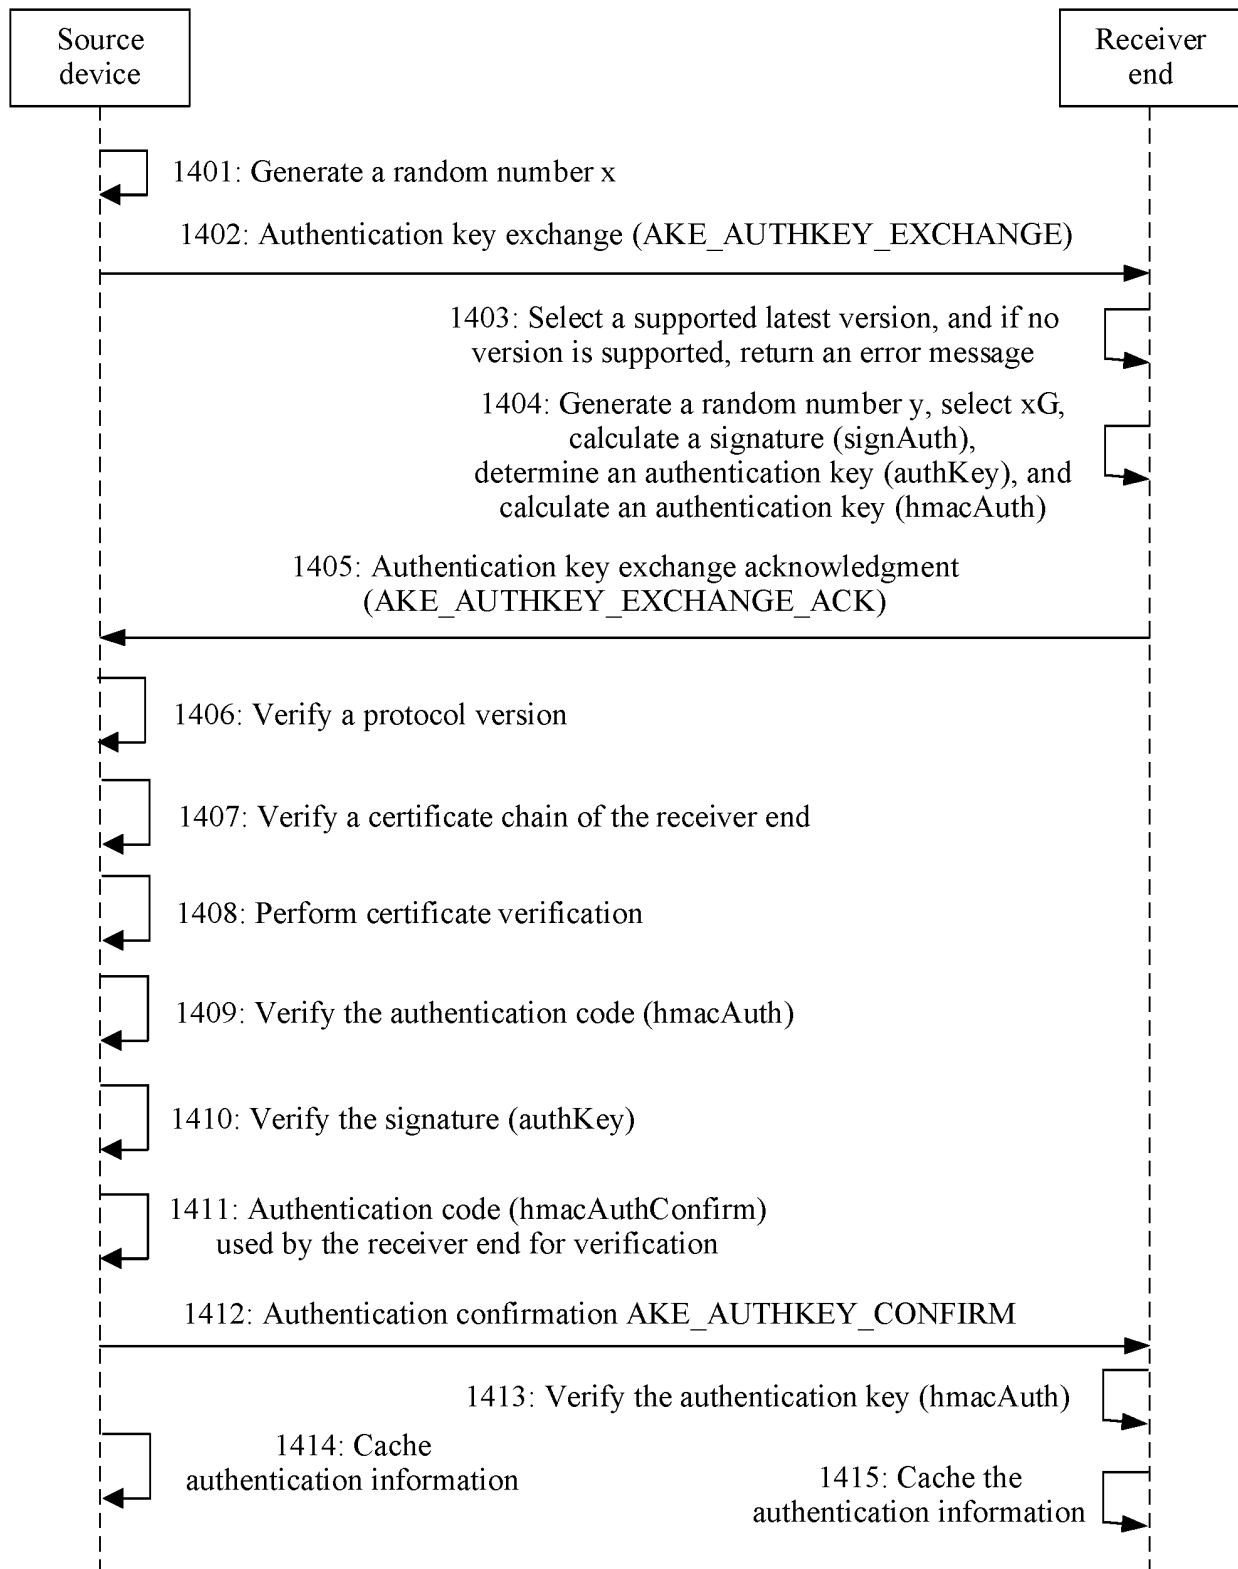 Source
device
Receiver
end
1401: Generate a random number x
1402: Authentication key exchange (AKE_AUTHKEY_EXCHANGE)
1403: Select a supported latest version, and if no
version is supported, return an error message
1404: Generate a random number y, select xG,
calculate a signature (signAuth),
determine an authentication key (authKey), and
calculate an authentication key (hmacAuth)
1405: Authentication key exchange acknowledgment
(AKE_AUTHKEY_EXCHANGE_ACK)
1406: Verify a protocol version
1407: Verify a certificate chain of the receiver end
1408: Perform certificate verification
1409: Verify the authentication code (hmacAuth)
1410: Verify the signature (authKey)
1411: Authentication code (hmacAuthConfirm)
used by the receiver end for verification
1412: Authentication confirmation AKE_AUTHKEY_CONFIRM
1413: Verify the authentication key (hmacAuth)
1414: Cache
authentication information
1415: Cache the
authentication information